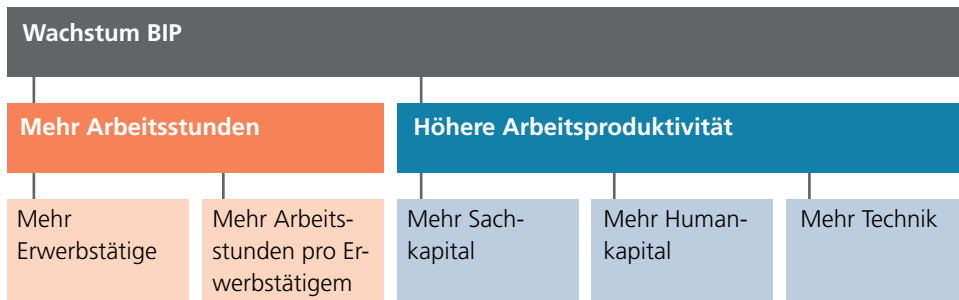 Wachstum BIP
Mehr Arbeitsstunden
Höhere Arbeitsproduktivität
Mehr
Erwerbstätige
Mehr Arbeits-
stunden pro Er-
werbstätigem
Mehr Sach-
kapital
Mehr Human-
kapital
Mehr Technik